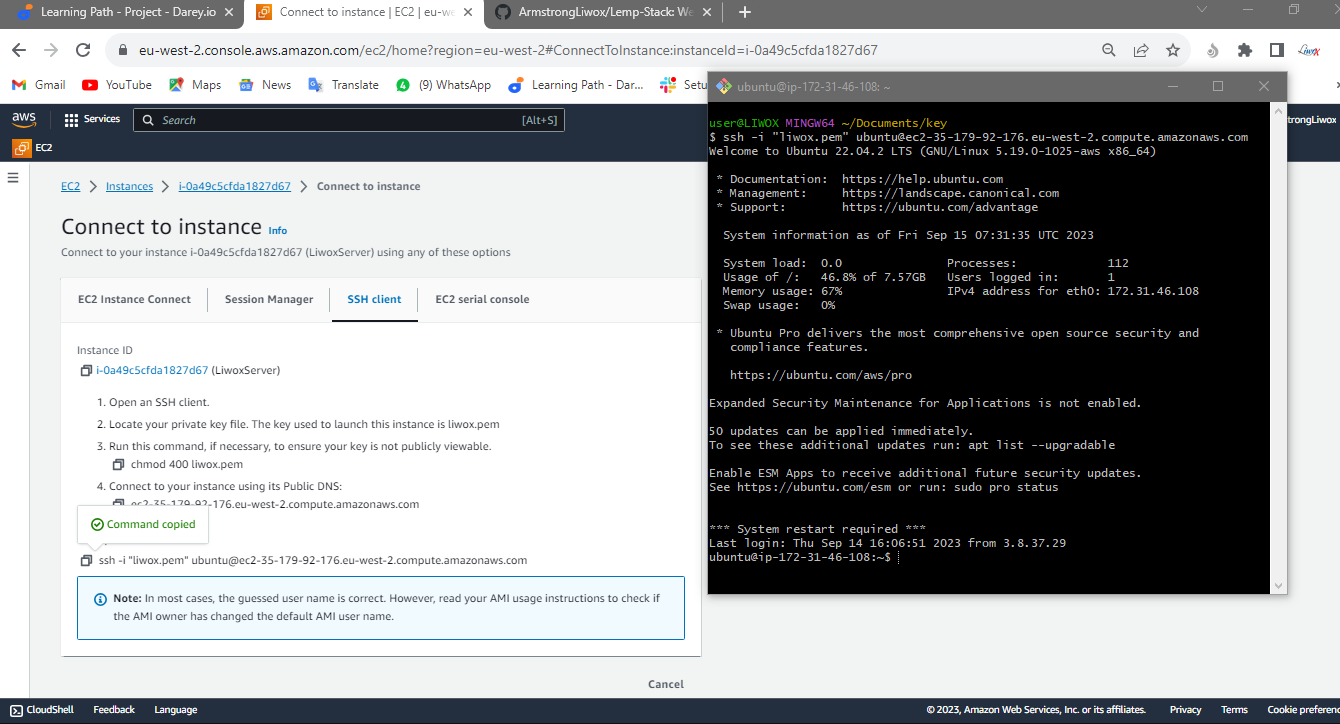 Learning Path - Project - Darey.io
Connect to instance | EC2 | eu-we
ArmstrongLiwox/Lemp-Stack: We
eu-west-2.console.aws.amazon.com/ec2/home?region=eu-west-2#ConnectToInstance:instanceId=i-0a49c5cfda1827d67
Gmail
YouTube
Maps
News
Translate
(9) WhatsApp
Learning Path - Dar...
Setu
aws
Services
Search
[Alt+S]
trongLiwox
EC2
EC2
Instances
i-0a49c5cfda1827d67
Connect to instance
Connect to instance Info
Connect to your instance i-0a49c5cfda1827d67 (LiwoxServer) using any of these options
EC2 Instance Connect
Session Manager
SSH client
EC2 serial console
Instance ID
i-0a49c5cfda1827d67 (LiwoxServer)
1. Open an SSH client.
2. Locate your private key file. The key used to launch this instance is liwox.pem
3. Run this command, if necessary, to ensure your key is not publicly viewable.
chmod 400 liwox.pem
4. Connect to your instance using its Public DNS:
ec2-35-179-92-176.eu-west-2.compute.amazonaws.com
Command copied
ssh -i "liwox.pem" ubuntu@ec2-35-179-92-176.eu-west-2.compute.amazonaws.com
Note: In most cases, the guessed user name is correct. However, read your AMI usage instructions to check if
the AMI owner has changed the default AMI user name.
Cancel
ubuntu@ip-172-31-46-108: ~
user@LIWOX MINGW64 ~/Documents/key
$ ssh -i "liwox.pem" ubuntu@ec2-35-179-92-176.eu-west-2.compute.amazonaws.com
Welcome to Ubuntu 22.04.2 LTS (GNU/Linux 5.19.0-1025-aws x86_64)
* Documentation:  https://help.ubuntu.com
* Management:     https://landscape.canonical.com
* Support:        https://ubuntu.com/advantage
System information as of Fri Sep 15 07:31:35 UTC 2023
System load:  0.0               Processes:             112
Usage of /:   46.8% of 7.57GB   Users logged in:       1
Memory usage: 67%               IPv4 address for eth0: 172.31.46.108
Swap usage:   0%
* Ubuntu Pro delivers the most comprehensive open source security and
compliance features.
https://ubuntu.com/aws/pro
Expanded Security Maintenance for Applications is not enabled.
50 updates can be applied immediately.
To see these additional updates run: apt list --upgradable
Enable ESM Apps to receive additional future security updates.
See https://ubuntu.com/esm or run: sudo pro status
*** System restart required ***
Last login: Thu Sep 14 16:06:51 2023 from 3.8.37.29
ubuntu@ip-172-31-46-108:~$
CloudShell
Feedback
Language
© 2023, Amazon Web Services, Inc. or its affiliates.
Privacy
Terms
Cookie preferen